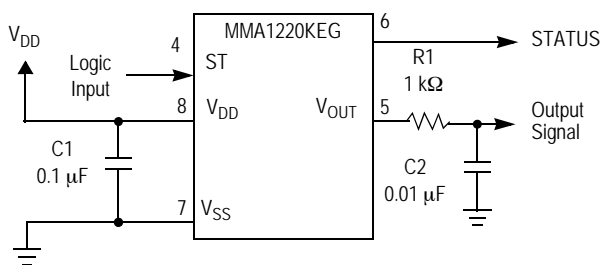 MMA1220KEG
V_DD
4
Logic
Input
ST
6
STATUS
R1
1 kΩ
8
V_DD
V_OUT
5
Output
Signal
C1
0.1 μF
C2
0.01 μF
7
V_SS